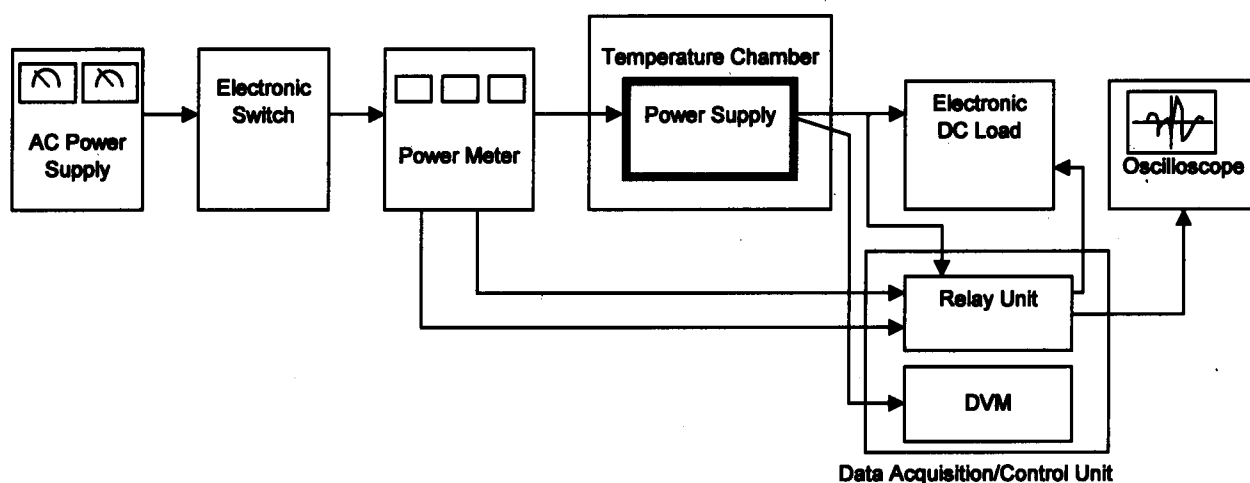 AC Power
Supply
Electronic
Switch
Power Meter
Temperature Chamber
Power Supply
Electronic
DC Load
Oscilloscope
Relay Unit
DVM
Data Acquisition/Control Unit